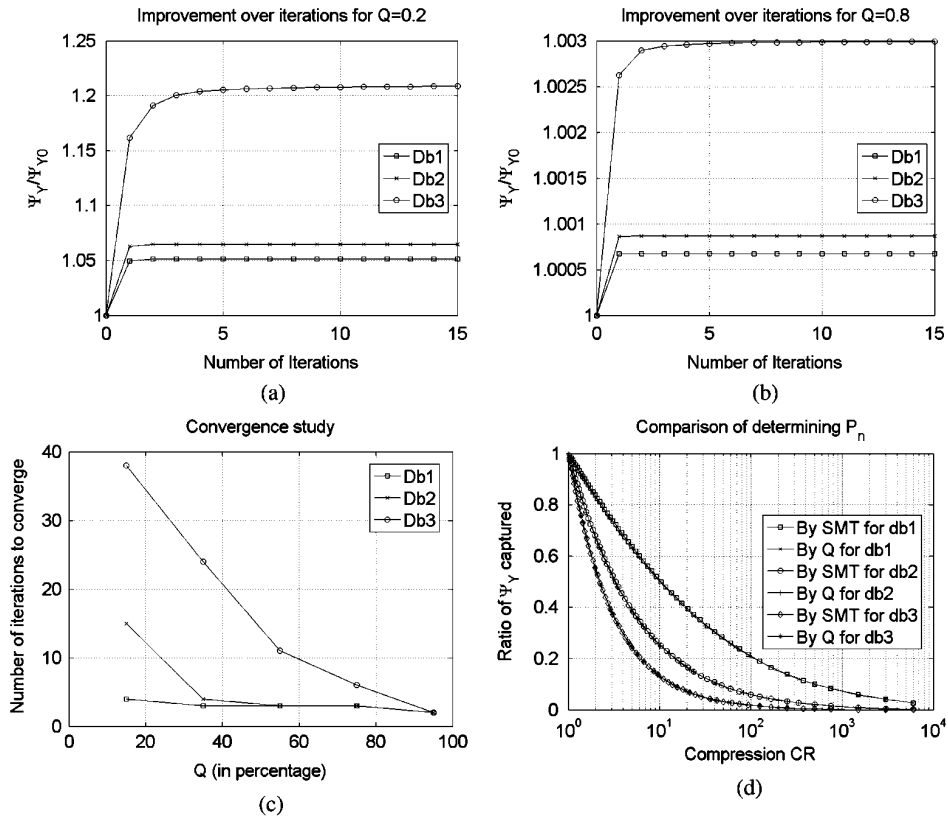 Improvement over iterations for Q=0.2
1.25
1.2
1.15
1.1
1.05
1
Ψ_Y/Ψ_Y0
Db1
Db2
Db3
0 5 10 15
Number of Iterations
(a)
Improvement over iterations for Q=0.8
1.003
1.0025
1.002
1.0015
1.001
1.0005
1
Ψ_Y/Ψ_Y0
Db1
Db2
Db3
0 5 10 15
Number of Iterations
(b)
Convergence study
40
30
20
10
0
Number of iterations to converge
Db1
Db2
Db3
0 20 40 60 80 100
Q (in percentage)
(c)
Comparison of determining P_n
1
0.8
0.6
0.4
0.2
0
Ratio of Ψ_Y captured
By SMT for db1
By Q for db1
By SMT for db2
By Q for db2
By SMT for db3
By Q for db3
10^0 10^1 10^2 10^3 10^4
Compression CR
(d)